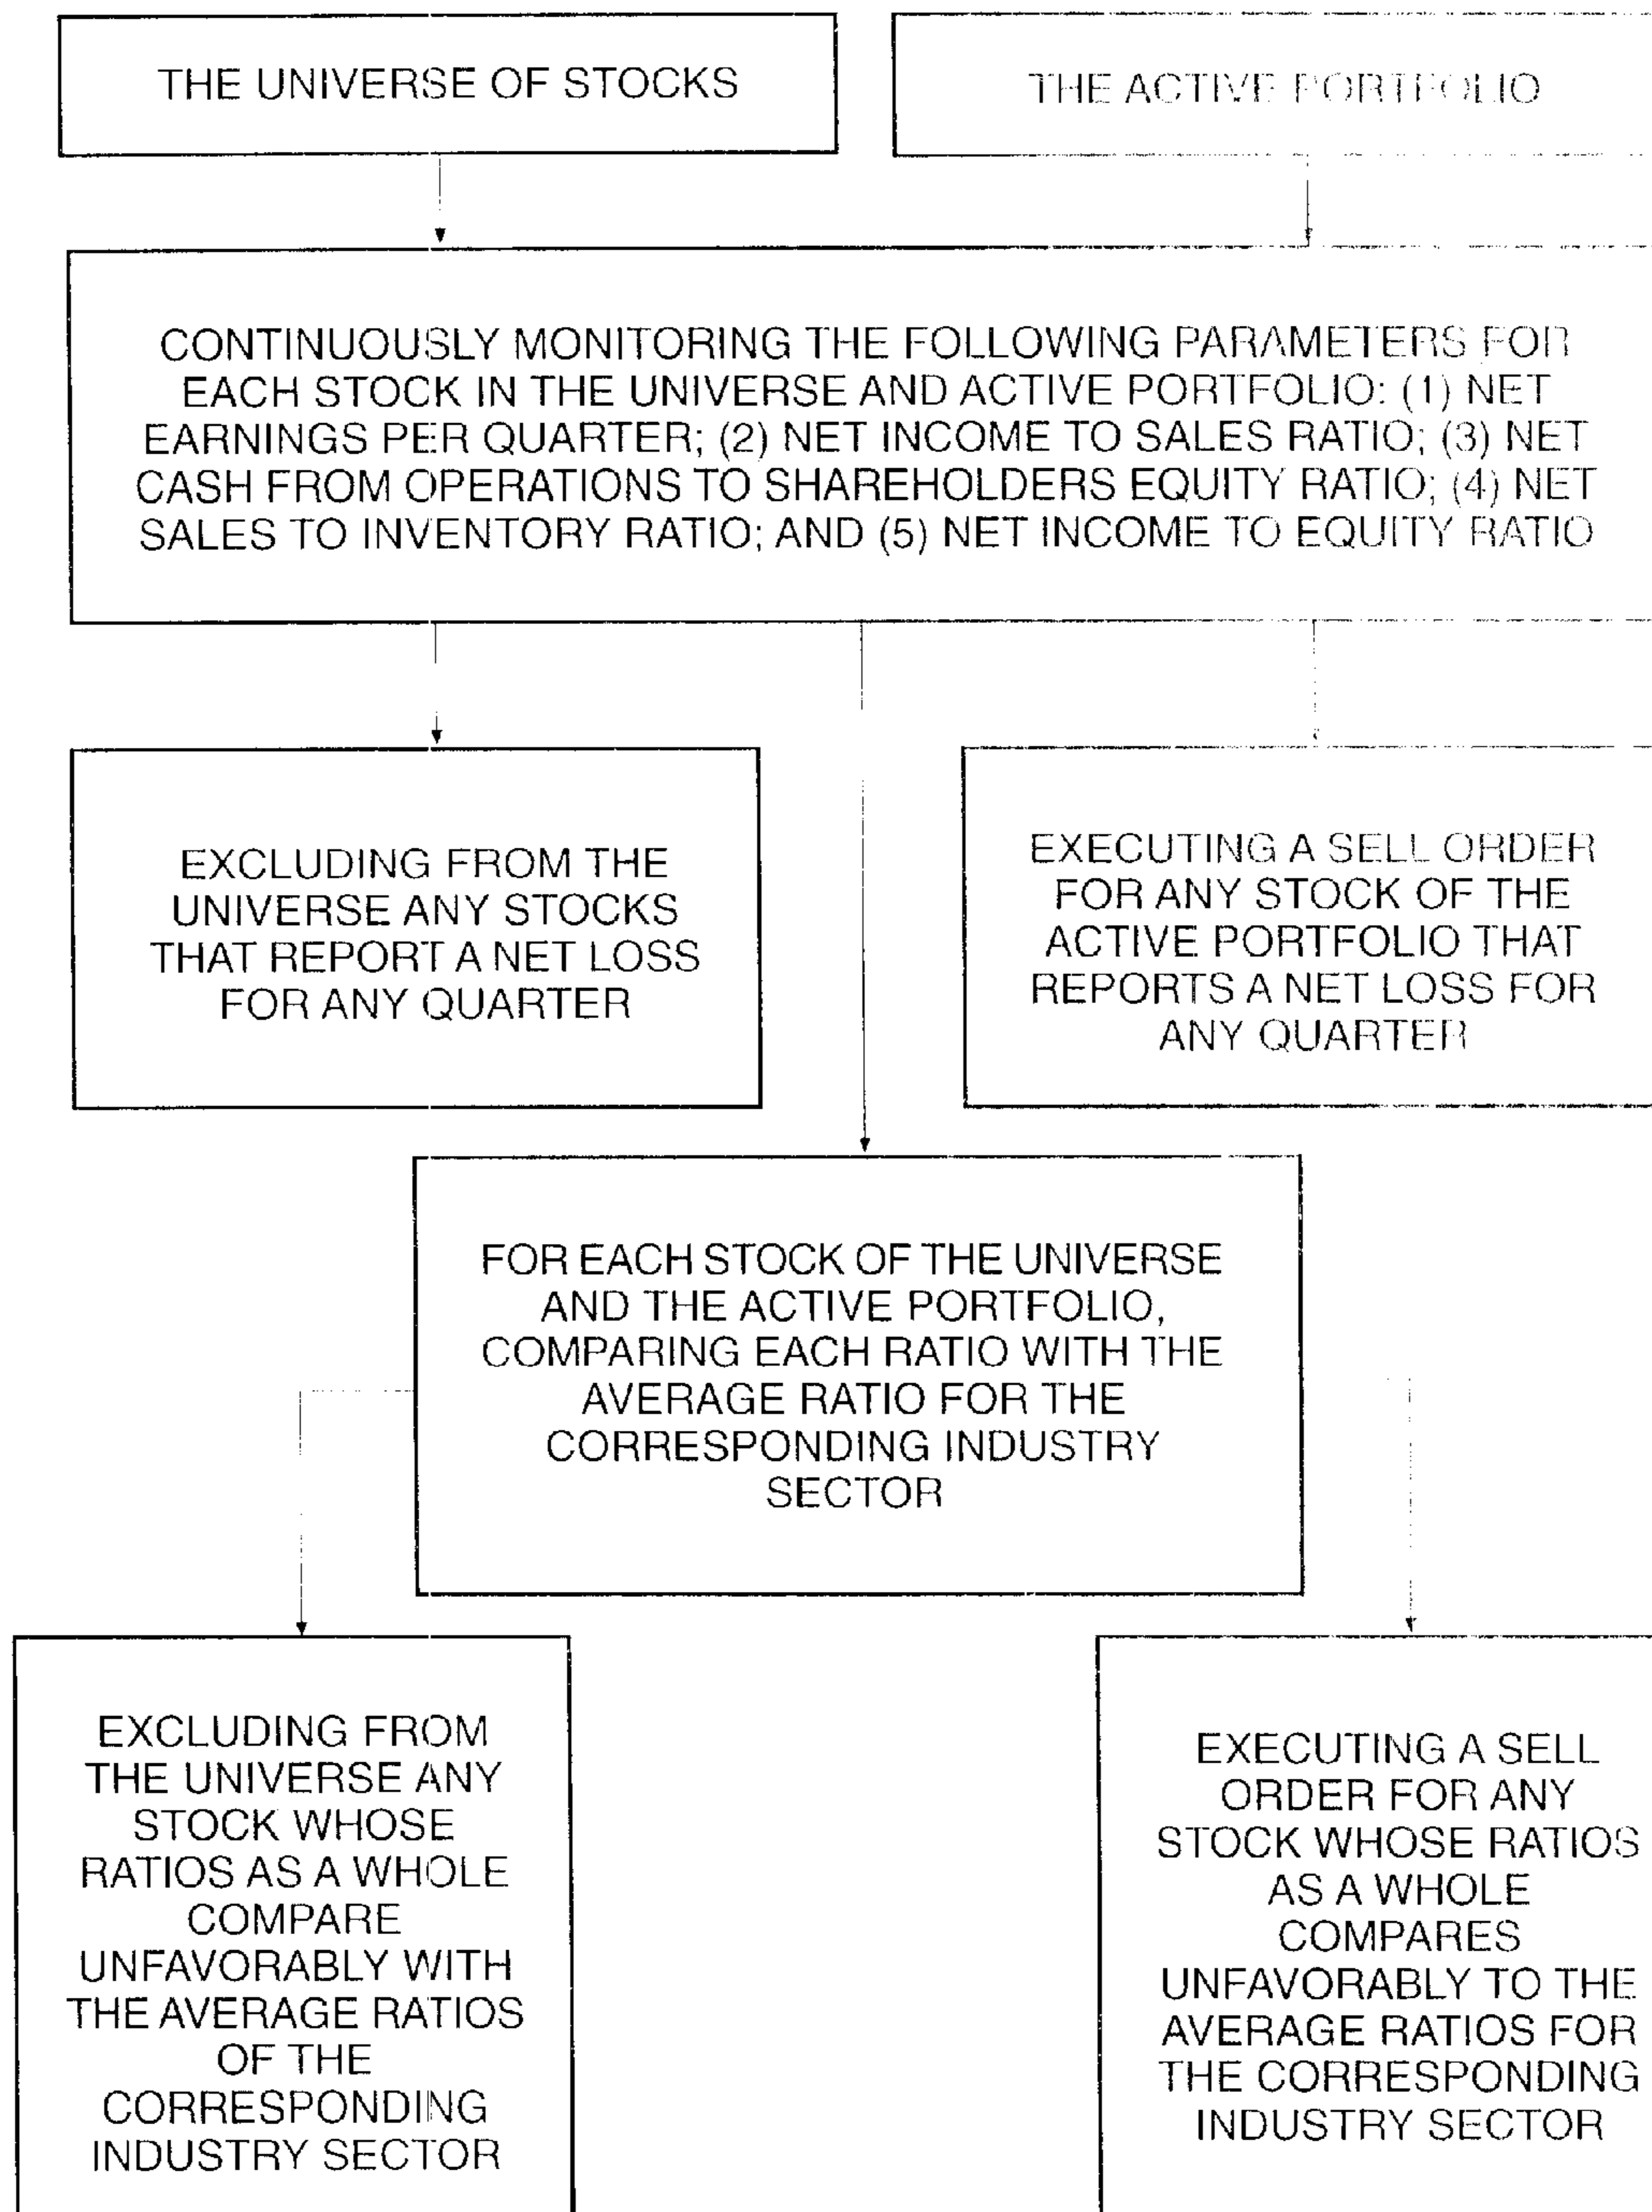 THE UNIVERSE OF STOCKS
THE ACTIVE PORTFOLIO
CONTINUOUSLY MONITORING THE FOLLOWING PARAMETERS FOR
EACH STOCK IN THE UNIVERSE AND ACTIVE PORTFOLIO: (1) NET
EARNINGS PER QUARTER; (2) NET INCOME TO SALES RATIO; (3) NET
CASH FROM OPERATIONS TO SHAREHOLDERS EQUITY RATIO; (4) NET
SALES TO INVENTORY RATIO; AND (5) NET INCOME TO EQUITY RATIO
EXCLUDING FROM THE
UNIVERSE ANY STOCKS
THAT REPORT A NET LOSS
FOR ANY QUARTER
EXECUTING A SELL ORDER
FOR ANY STOCK OF THE
ACTIVE PORTFOLIO THAT
REPORTS A NET LOSS FOR
ANY QUARTER
FOR EACH STOCK OF THE UNIVERSE
AND THE ACTIVE PORTFOLIO,
COMPARING EACH RATIO WITH THE
AVERAGE RATIO FOR THE
CORRESPONDING INDUSTRY
SECTOR
EXCLUDING FROM
THE UNIVERSE ANY
STOCK WHOSE
RATIOS AS A WHOLE
COMPARE
UNFAVORABLY WITH
THE AVERAGE RATIOS
OF THE
CORRESPONDING
INDUSTRY SECTOR
EXECUTING A SELL
ORDER FOR ANY
STOCK WHOSE RATIOS
AS A WHOLE
COMPARES
UNFAVORABLY TO THE
AVERAGE RATIOS FOR
THE CORRESPONDING
INDUSTRY SECTOR